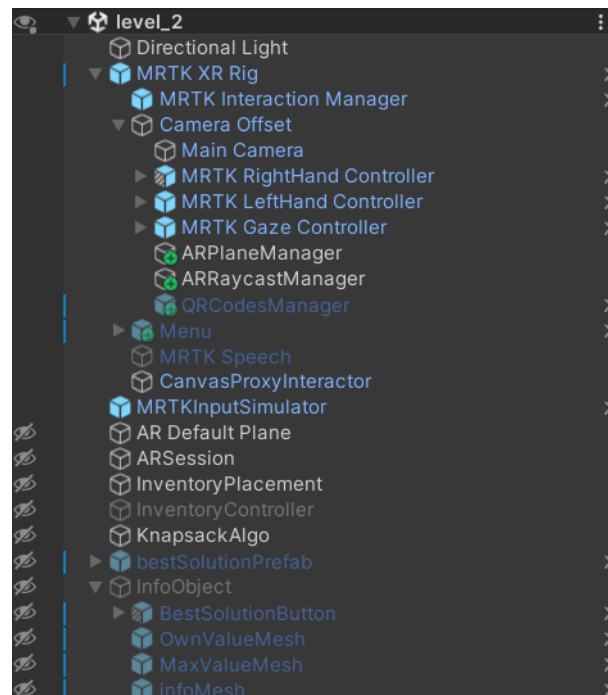 level_2
Directional Light
MRTK XR Rig
MRTK Interaction Manager
Camera Offset
Main Camera
MRTK RightHand Controller
MRTK LeftHand Controller
MRTK Gaze Controller
ARPlaneManager
ARRaycastManager
QRCodesManager
Menu
MRTK Speech
CanvasProxyInteractor
MRTKInputSimulator
AR Default Plane
ARSession
InventoryPlacement
InventoryController
KnapsackAlgo
bestSolutionPrefab
InfoObject
BestSolutionButton
OwnValueMesh
MaxValueMesh
infoMesh